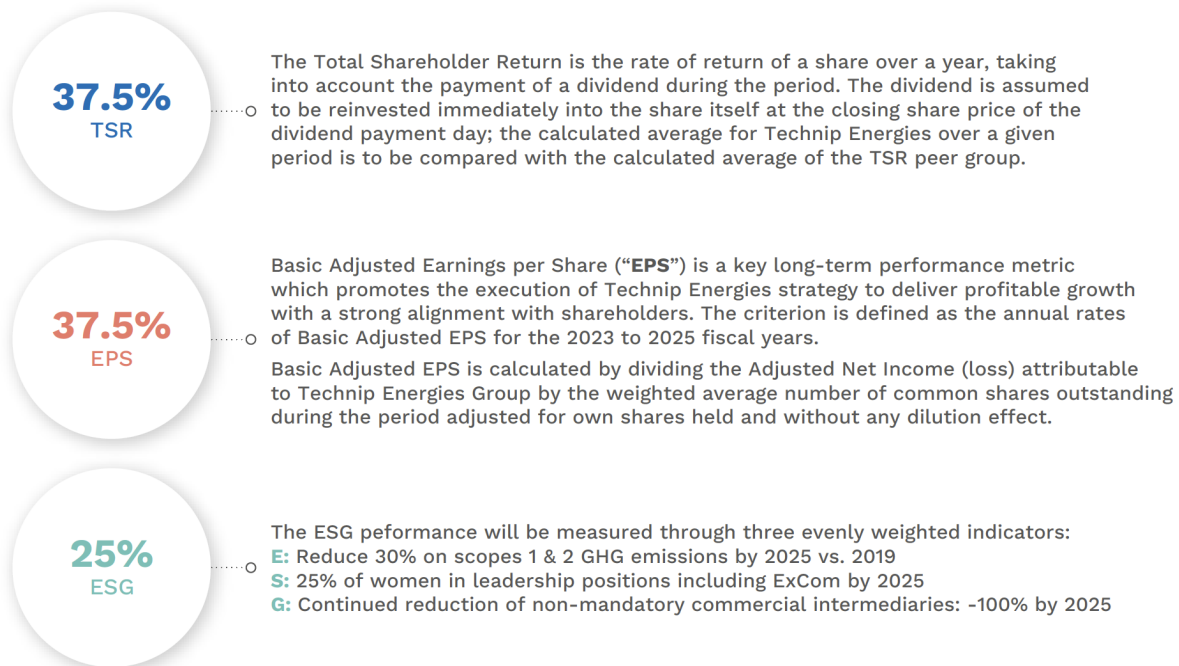 37.5%
TSR
The Total Shareholder Return is the rate of return of a share over a year, taking
into account the payment of a dividend during the period. The dividend is assumed
to be reinvested immediately into the share itself at the closing share price of the
dividend payment day; the calculated average for Technip Energies over a given
period is to be compared with the calculated average of the TSR peer group.
37.5%
EPS
Basic Adjusted Earnings per Share (“EPS”) is a key long-term performance metric
which promotes the execution of Technip Energies strategy to deliver profitable growth
with a strong alignment with shareholders. The criterion is defined as the annual rates
of Basic Adjusted EPS for the 2023 to 2025 fiscal years.
Basic Adjusted EPS is calculated by dividing the Adjusted Net Income (loss) attributable
to Technip Energies Group by the weighted average number of common shares outstanding
during the period adjusted for own shares held and without any dilution effect.
25%
ESG
The ESG peformance will be measured through three evenly weighted indicators:
E: Reduce 30% on scopes 1 & 2 GHG emissions by 2025 vs. 2019
S: 25% of women in leadership positions including ExCom by 2025
G: Continued reduction of non-mandatory commercial intermediaries: -100% by 2025